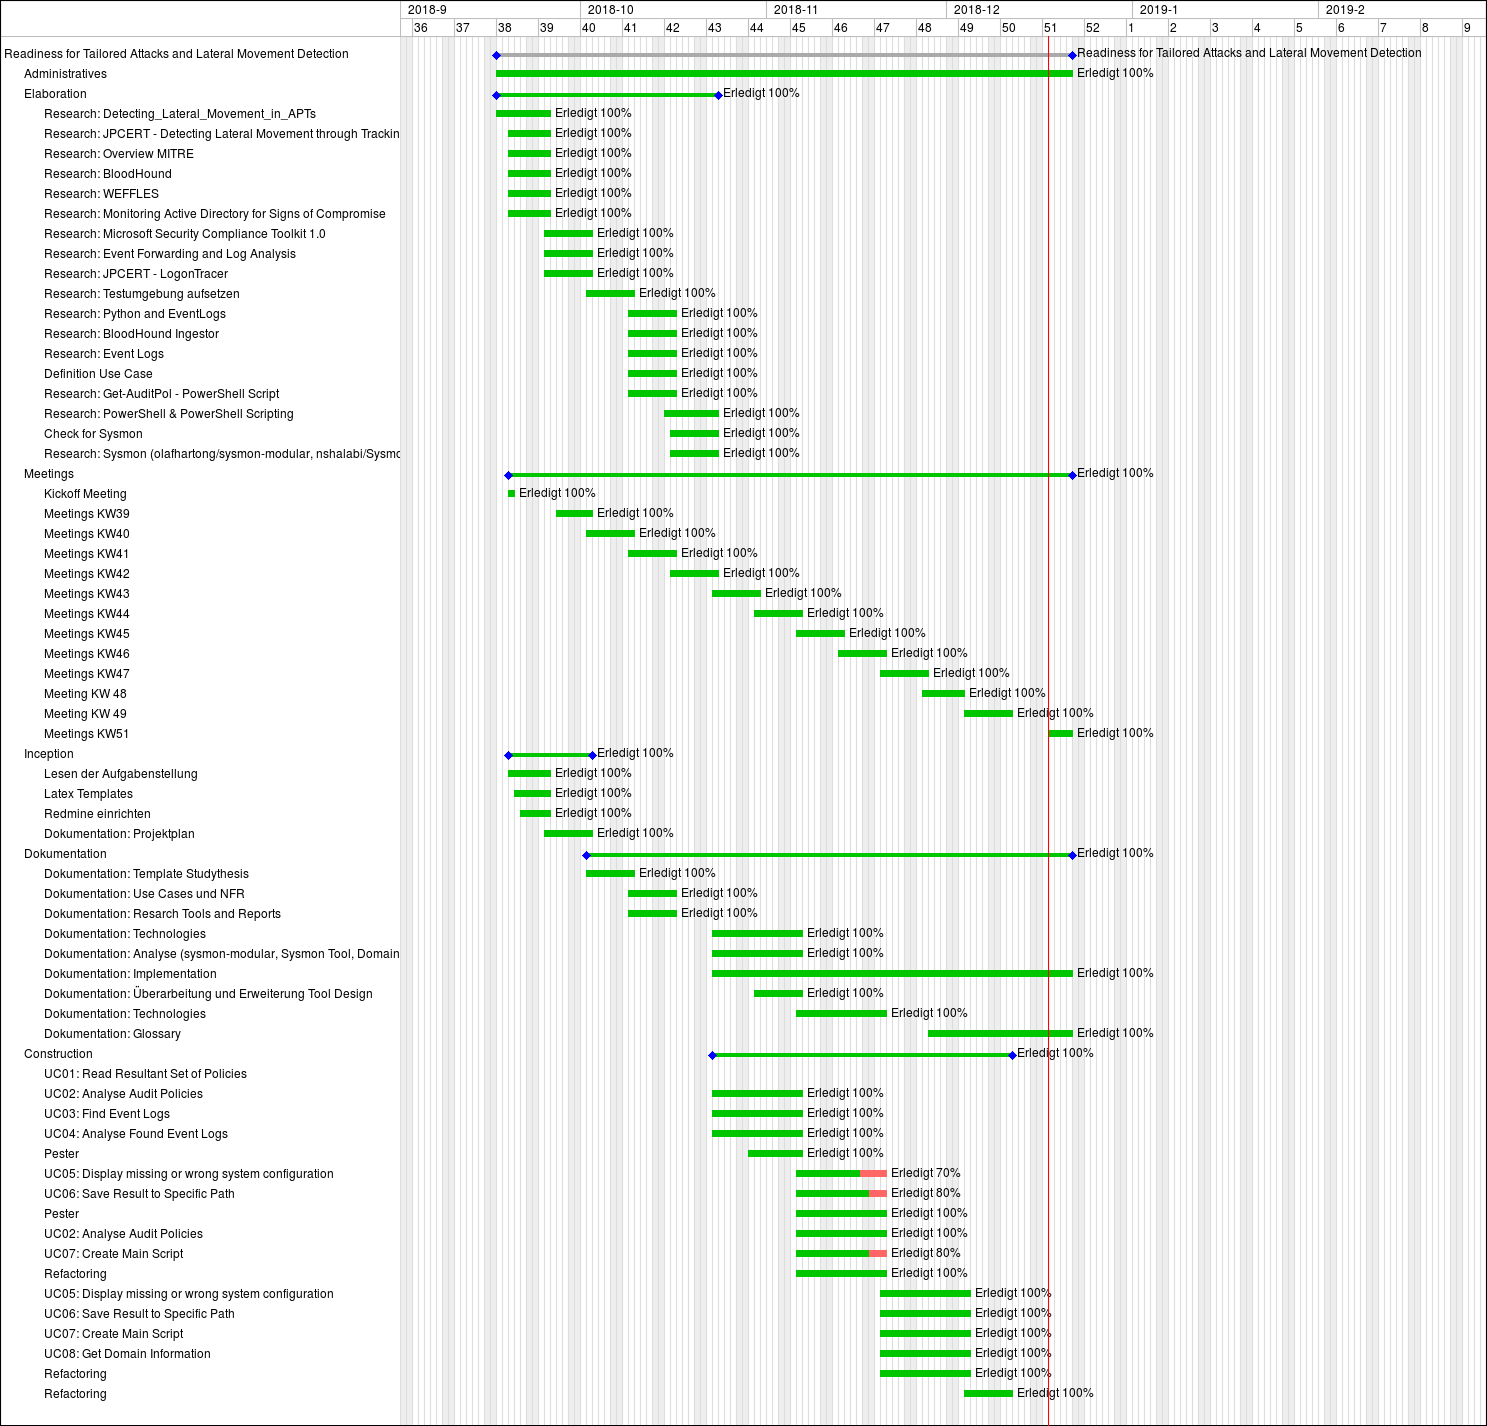 2018-9 2018-10 2018-11 2018-12 2019-1 2019-2
36 37 38 39 40 41 42 43 44 45 46 47 48 49 50 51 52 1 2 3 4 5 6 7 8 9
Readiness for Tailored Attacks and Lateral Movement Detection Readiness for Tailored Attacks and Lateral Movement Detection
Administratives Erledigt 100%
Elaboration Erledigt 100%
Research: Detecting_Lateral_Movement_in_APTs Erledigt 100%
Research: JPCERT - Detecting Lateral Movement through Trackin Erledigt 100%
Research: Overview MITRE Erledigt 100%
Research: BloodHound Erledigt 100%
Research: WEFFLES Erledigt 100%
Research: Monitoring Active Directory for Signs of Compromise Erledigt 100%
Research: Microsoft Security Compliance Toolkit 1.0 Erledigt 100%
Research: Event Forwarding and Log Analysis Erledigt 100%
Research: JPCERT - LogonTracer Erledigt 100%
Research: Testumgebung aufsetzen Erledigt 100%
Research: Python and EventLogs Erledigt 100%
Research: BloodHound Ingestor Erledigt 100%
Research: Event Logs Erledigt 100%
Definition Use Case Erledigt 100%
Research: Get-AuditPol - PowerShell Script Erledigt 100%
Research: PowerShell & PowerShell Scripting Erledigt 100%
Check for Sysmon Erledigt 100%
Research: Sysmon (olafhartong/sysmon-modular, nshalabi/Sysmo Erledigt 100%
Meetings Erledigt 100%
Kickoff Meeting Erledigt 100%
Meetings KW39 Erledigt 100%
Meetings KW40 Erledigt 100%
Meetings KW41 Erledigt 100%
Meetings KW42 Erledigt 100%
Meetings KW43 Erledigt 100%
Meetings KW44 Erledigt 100%
Meetings KW45 Erledigt 100%
Meetings KW46 Erledigt 100%
Meetings KW47 Erledigt 100%
Meeting KW 48 Erledigt 100%
Meeting KW 49 Erledigt 100%
Meetings KW51 Erledigt 100%
Inception Erledigt 100%
Lesen der Aufgabenstellung Erledigt 100%
Latex Templates Erledigt 100%
Redmine einrichten Erledigt 100%
Dokumentation: Projektplan Erledigt 100%
Dokumentation Erledigt 100%
Dokumentation: Template Studythesis Erledigt 100%
Dokumentation: Use Cases und NFR Erledigt 100%
Dokumentation: Resarch Tools and Reports Erledigt 100%
Dokumentation: Technologies Erledigt 100%
Dokumentation: Analyse (sysmon-modular, Sysmon Tool, Domain Erledigt 100%
Dokumentation: Implementation Erledigt 100%
Dokumentation: Überarbeitung und Erweiterung Tool Design Erledigt 100%
Dokumentation: Technologies Erledigt 100%
Dokumentation: Glossary Erledigt 100%
Construction Erledigt 100%
UC01: Read Resultant Set of Policies
UC02: Analyse Audit Policies Erledigt 100%
UC03: Find Event Logs Erledigt 100%
UC04: Analyse Found Event Logs Erledigt 100%
Pester Erledigt 100%
UC05: Display missing or wrong system configuration Erledigt 70%
UC06: Save Result to Specific Path Erledigt 80%
Pester Erledigt 100%
UC02: Analyse Audit Policies Erledigt 100%
UC07: Create Main Script Erledigt 80%
Refactoring Erledigt 100%
UC05: Display missing or wrong system configuration Erledigt 100%
UC06: Save Result to Specific Path Erledigt 100%
UC07: Create Main Script Erledigt 100%
UC08: Get Domain Information Erledigt 100%
Refactoring Erledigt 100%
Refactoring Erledigt 100%